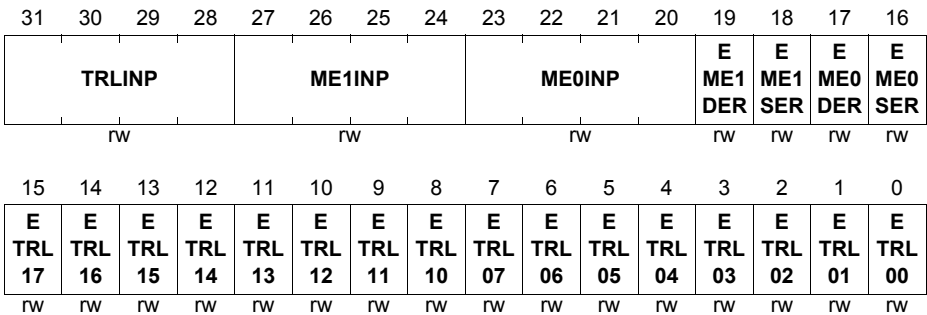 31 30 29 28 27 26 25 24 23 22 21 20 19 18 17 16
E E E E
TRLINP ME1INP ME0INP ME1 ME1 ME0 ME0
DER SER DER SER
rw rw rw rw rw rw rw
15 14 13 12 11 10 9 8 7 6 5 4 3 2 1 0
E E E E E E E E E E E E E E E E
TRL TRL TRL TRL TRL TRL TRL TRL TRL TRL TRL TRL TRL TRL TRL TRL
17 16 15 14 13 12 11 10 07 06 05 04 03 02 01 00
rw rw rw rw rw rw rw rw rw rw rw rw rw rw rw rw